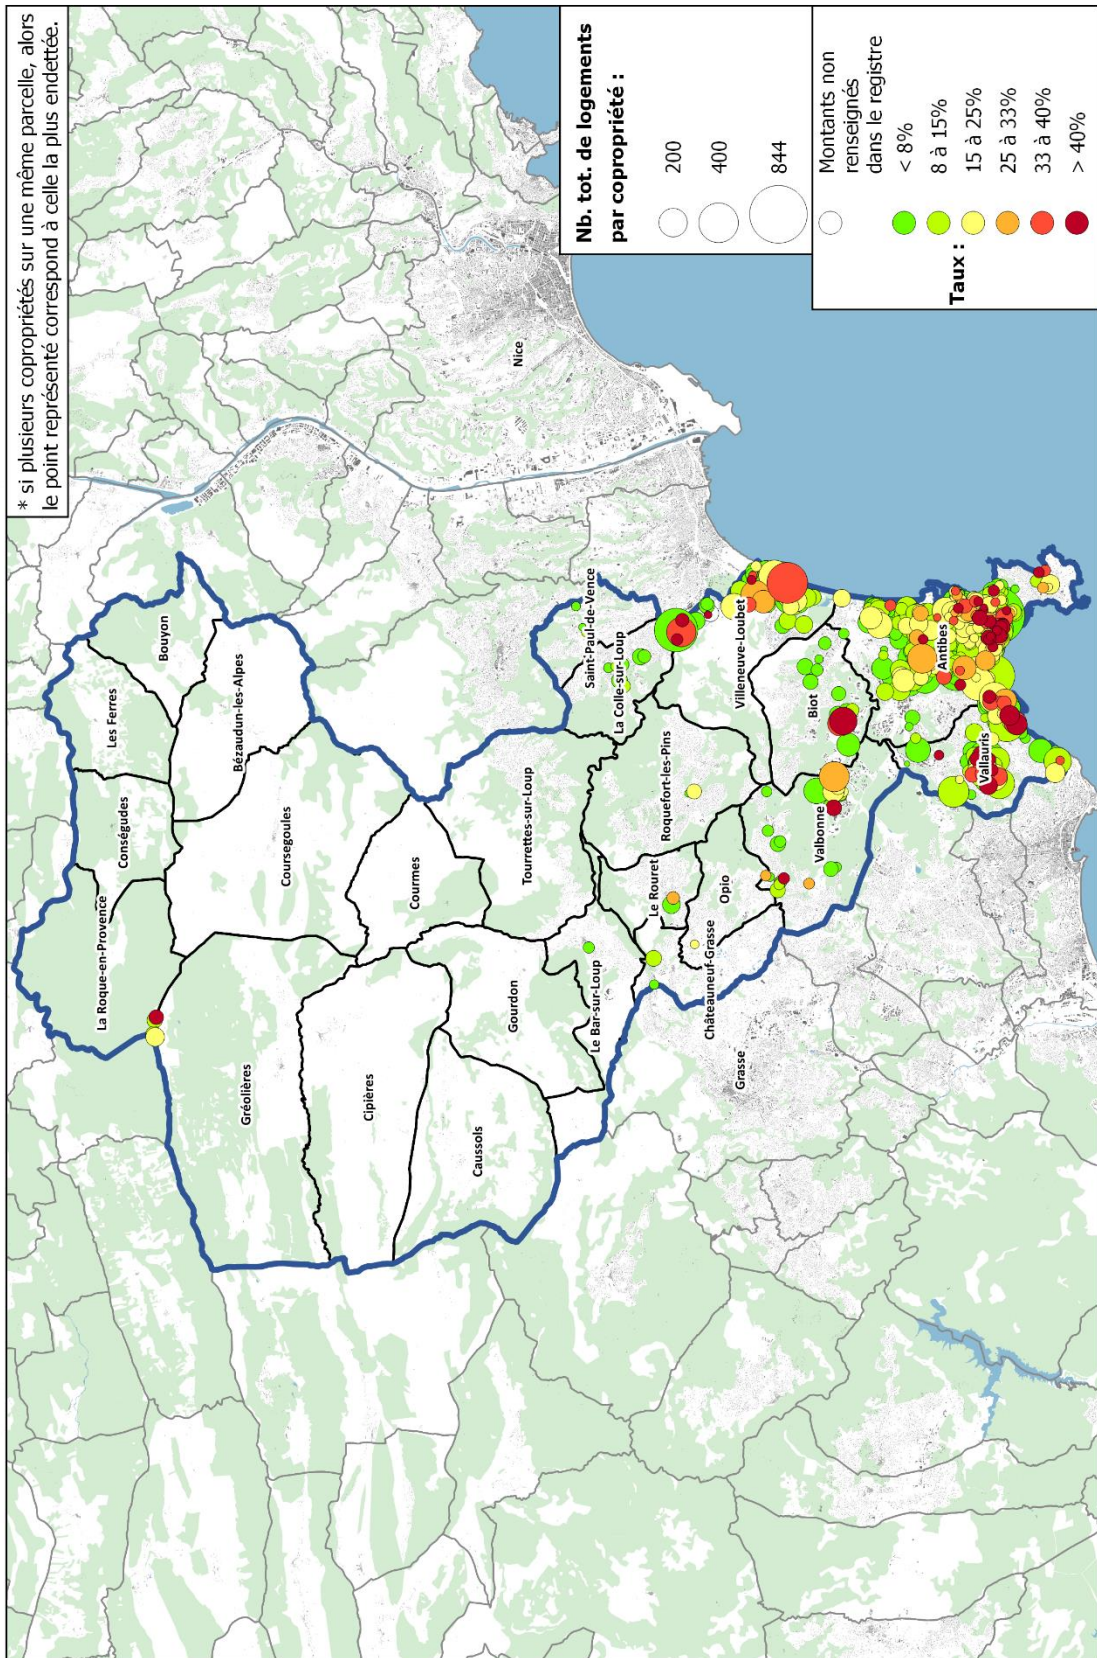 * si plusieurs copropriétés sur une même parcelle, alors
le point représenté correspond à celle la plus endettée.
Les Ferres
Bouyon
Conségudes
La Roque-en-Provence
Bézaudun-les-Alpes
Coursegoules
Gréolières
Cipières
Courmes
Caussols
Gourdon
Tourrettes-sur-Loup
Le Bar-sur-Loup
Saint-Paul-de-Vence
La Colle-sur-Loup
Nice
Le Rouret
Roquefort-les-Pins
Villeneuve-Loubet
Châteauneuf-Grasse
Opio
Grasse
Valbonne
Biot
Antibes
Vallauris
Nb. tot. de logements
par copropriété :
200
400
844
Montants non
renseignés
dans le registre
Taux :
< 8%
8 à 15%
15 à 25%
25 à 33%
33 à 40%
> 40%